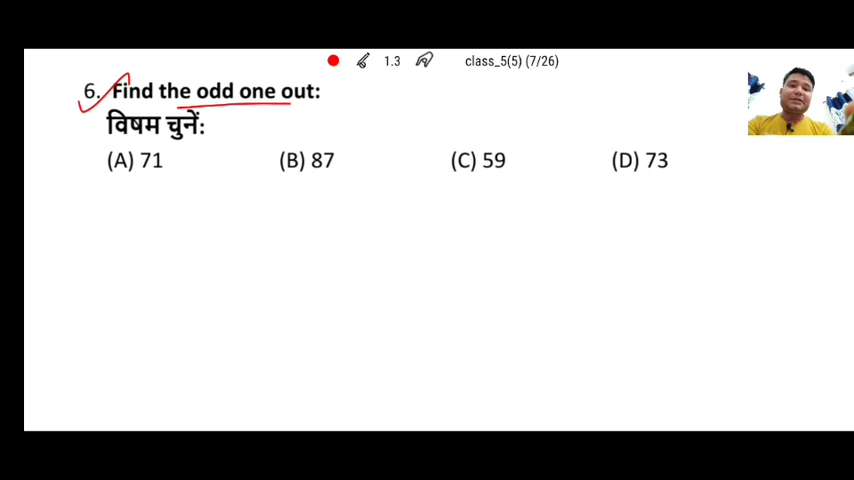 1.3 class_5(5) (7/26)
6. Find the odd one out:
विषम चुनें:
(A) 71 (B) 87 (C) 59 (D) 73